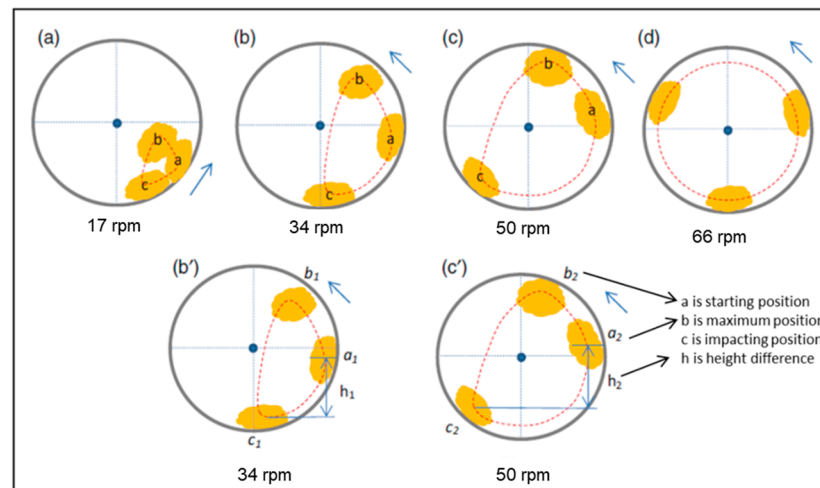 (a)
(b)
(c)
(d)
b
a
c
b
a
c
b
a
c
17 rpm
34 rpm
50 rpm
66 rpm
(b')
(c')
b1
a1
h1
c1
b2
a2
h2
c2
a is starting position
b is maximum position
c is impacting position
h is height difference
34 rpm
50 rpm